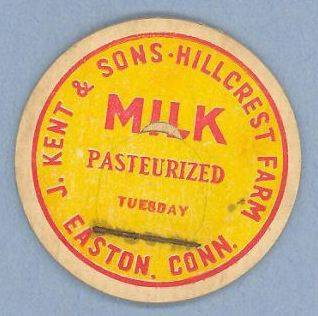 J. KENT & SONS · HILLCREST FARM
MILK
PASTEURIZED
TUESDAY
EASTON, CONN.